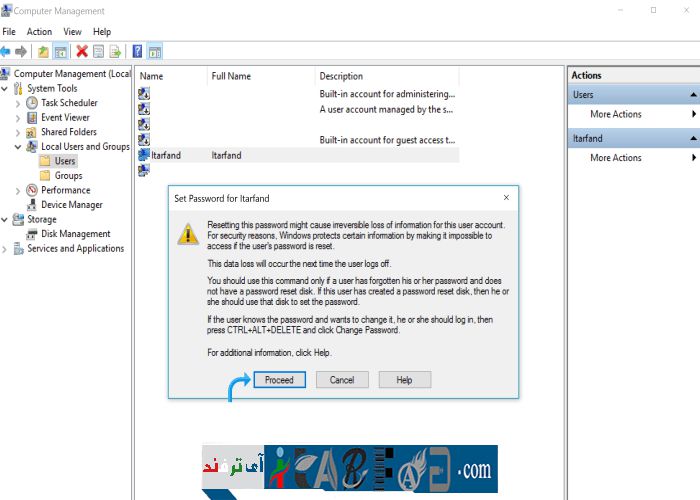 Computer Management
File Action View Help
Computer Management (Local
System Tools
Task Scheduler
Event Viewer
Shared Folders
Local Users and Groups
Users
Groups
Performance
Device Manager
Storage
Disk Management
Services and Applications
Name Full Name Description
Built-in account for administering...
A user account managed by the s...
Built-in account for guest access t...
Itarfand Itarfand
Actions
Users
More Actions
Itarfand
More Actions
Set Password for Itarfand
Resetting this password might cause irreversible loss of information for this user account.
For security reasons, Windows protects certain information by making it impossible to
access if the user's password is reset.
This data loss will occur the next time the user logs off.
You should use this command only if a user has forgotten his or her password and does
not have a password reset disk. If this user has created a password reset disk, then he or
she should use that disk to set the password.
If the user knows the password and wants to change it, he or she should log in, then
press CTRL+ALT+DELETE and click Change Password.
For additional information, click Help.
Proceed Cancel Help
آی ترفند
.com